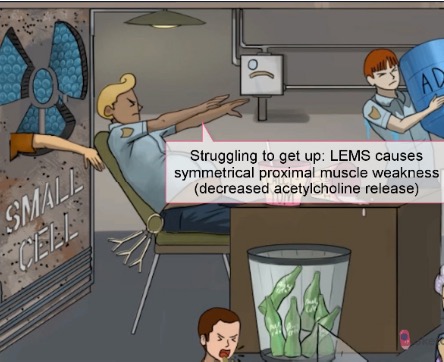 AD
Struggling to get up: LEMS causes
symmetrical proximal muscle weakness
(decreased acetylcholine release)
SMALL
CELL